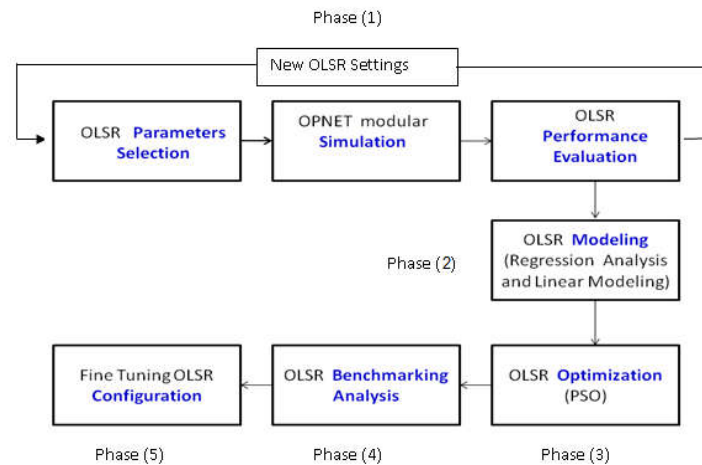 Phase (1)
New OLSR Settings
OLSR Parameters
Selection
OPNET modular
Simulation
OLSR
Performance
Evaluation
Phase (2)
OLSR Modeling
(Regression Analysis
and Linear Modeling)
Fine Tuning OLSR
Configuration
OLSR Benchmarking
Analysis
OLSR Optimization
(PSO)
Phase (5)
Phase (4)
Phase (3)